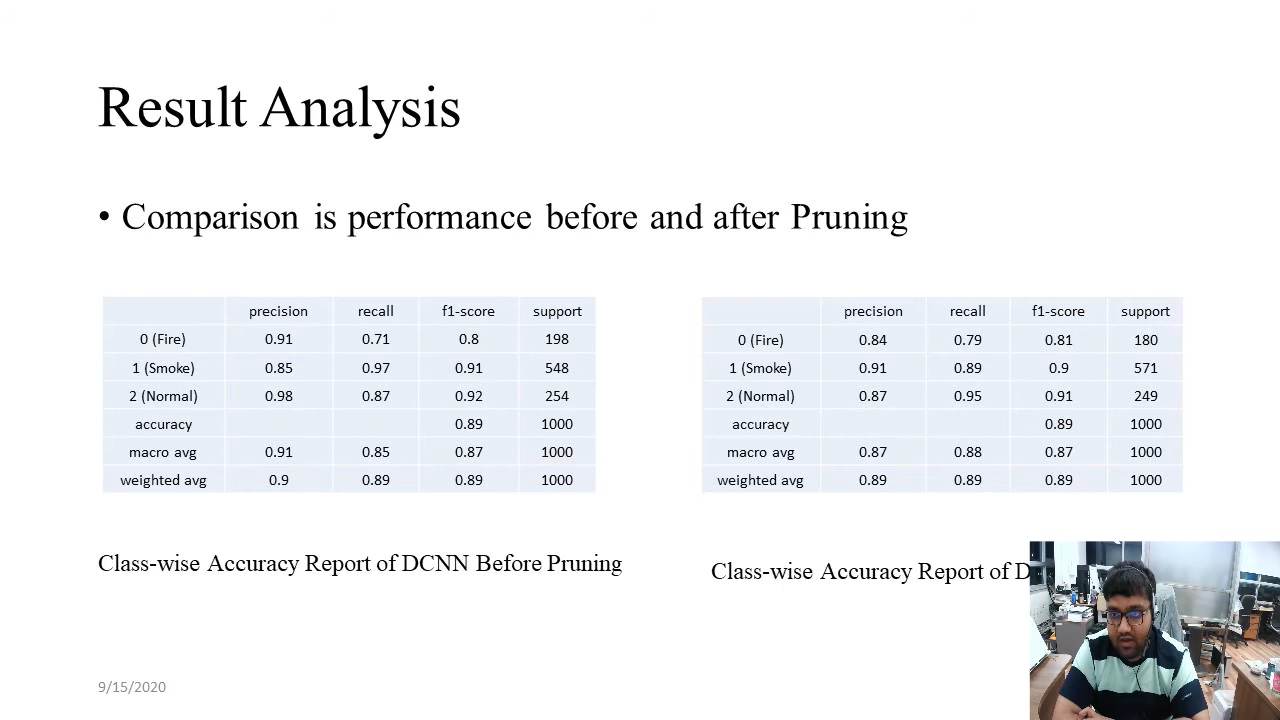 Result Analysis
• Comparison is performance before and after Pruning
precision recall f1-score support
0 (Fire) 0.91 0.71 0.8 198
1 (Smoke) 0.85 0.97 0.91 548
2 (Normal) 0.98 0.87 0.92 254
accuracy 0.89 1000
macro avg 0.91 0.85 0.87 1000
weighted avg 0.9 0.89 0.89 1000
Class-wise Accuracy Report of DCNN Before Pruning
precision recall f1-score support
0 (Fire) 0.84 0.79 0.81 180
1 (Smoke) 0.91 0.89 0.9 571
2 (Normal) 0.87 0.95 0.91 249
accuracy 0.89 1000
macro avg 0.87 0.88 0.87 1000
weighted avg 0.89 0.89 0.89 1000
Class-wise Accuracy Report of
9/15/2020